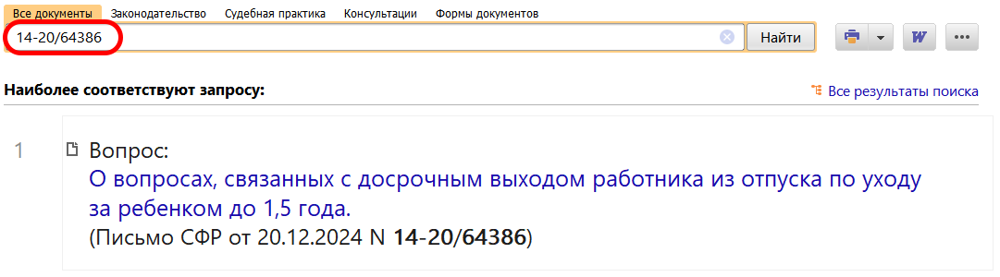 Все документы Законодательство Судебная практика Консультации Формы документов
14-20/64386 Найти W
Наиболее соответствуют запросу: Все результаты поиска
1 Вопрос:
О вопросах, связанных с досрочным выходом работника из отпуска по уходу
за ребенком до 1,5 года.
(Письмо СФР от 20.12.2024 N 14-20/64386)